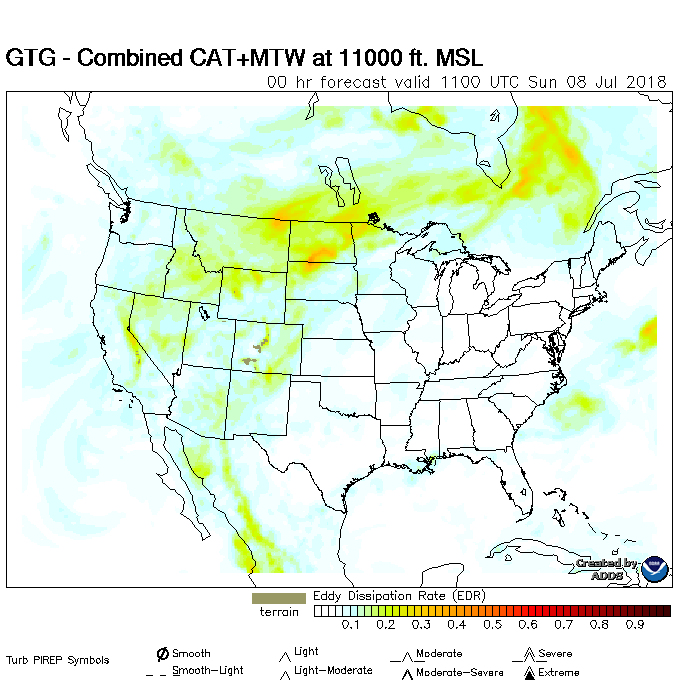 GTG - Combined CAT+MTW at 11000 ft. MSL
00 hr forecast valid 1100 UTC Sun 08 Jul 2018
Created by
ADDS
Eddy Dissipation Rate (EDR)
terrain
0.1 0.2 0.3 0.4 0.5 0.6 0.7 0.8 0.9
Turb PIREP Symbols
Smooth
Light
Moderate
Severe
Smooth-Light
Light-Moderate
Moderate-Severe
Extreme